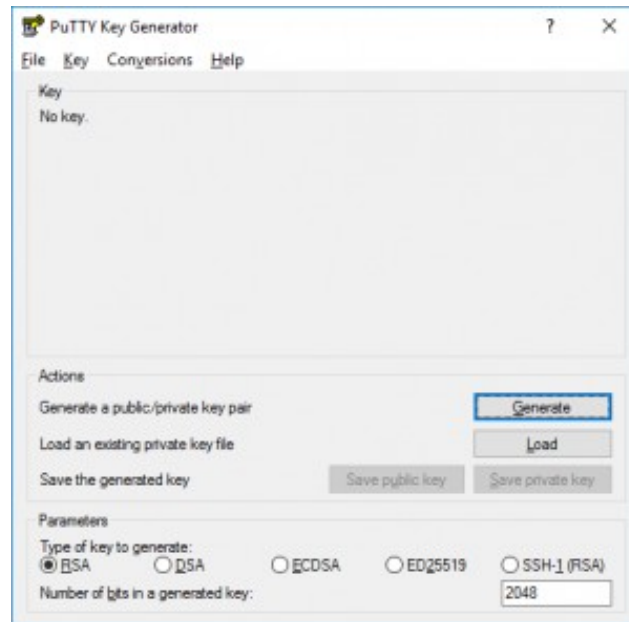 PuTTY Key Generator ? ×
File Key Conversions Help
Key
No key.
Actions
Generate a public/private key pair Generate
Load an existing private key file Load
Save the generated key Save public key Save private key
Parameters
Type of key to generate:
RSA DSA ECDSA ED25519 SSH-1 (RSA)
Number of bits in a generated key: 2048